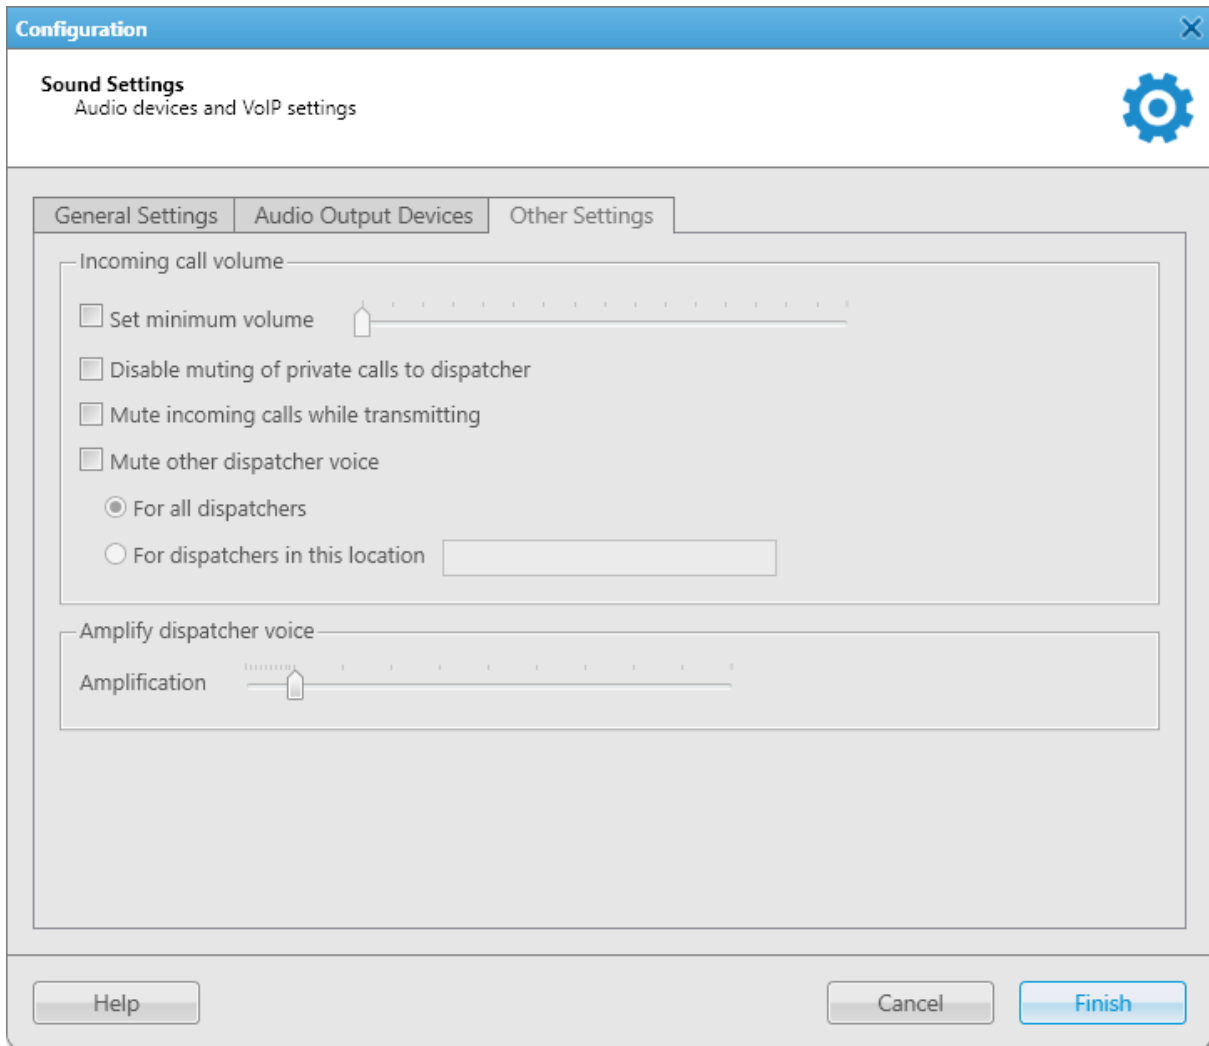 Configuration
Sound Settings
Audio devices and VoIP settings
General Settings
Audio Output Devices
Other Settings
Incoming call volume
Set minimum volume
Disable muting of private calls to dispatcher
Mute incoming calls while transmitting
Mute other dispatcher voice
For all dispatchers
For dispatchers in this location
Amplify dispatcher voice
Amplification
Help
Cancel
Finish